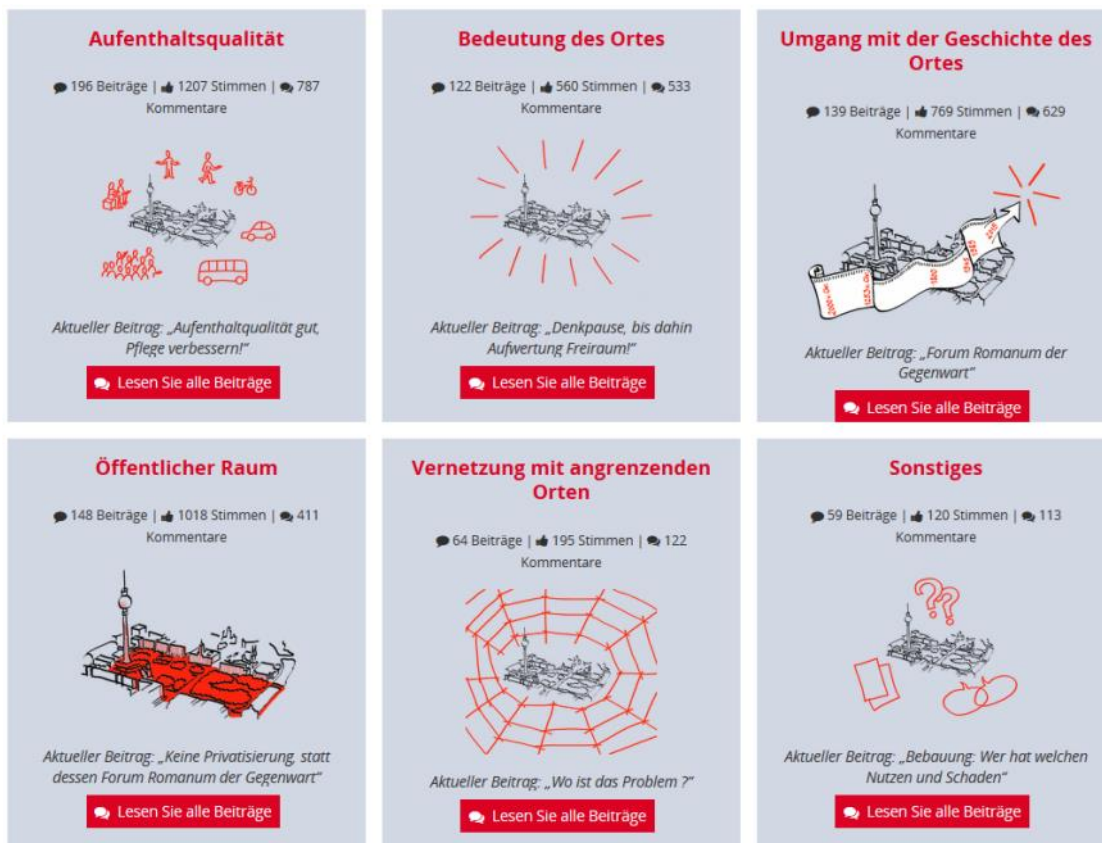 Aufenthaltsqualität
196 Beiträge | 1207 Stimmen | 787
Kommentare
Aktueller Beitrag: „Aufenthaltqualität gut,
Pflege verbessern!“
Lesen Sie alle Beiträge
Bedeutung des Ortes
122 Beiträge | 560 Stimmen | 533
Kommentare
Aktueller Beitrag: „Denkpause, bis dahin
Aufwertung Freiraum!“
Lesen Sie alle Beiträge
Umgang mit der Geschichte des
Ortes
139 Beiträge | 769 Stimmen | 629
Kommentare
1800
Aktueller Beitrag: „Forum Romanum der
Gegenwart“
Lesen Sie alle Beiträge
Öffentlicher Raum
148 Beiträge | 1018 Stimmen | 411
Kommentare
Aktueller Beitrag: „Keine Privatisierung, statt
dessen Forum Romanum der Gegenwart“
Lesen Sie alle Beiträge
Vernetzung mit angrenzenden
Orten
64 Beiträge | 195 Stimmen | 122
Kommentare
Aktueller Beitrag: „Wo ist das Problem ?“
Lesen Sie alle Beiträge
Sonstiges
59 Beiträge | 120 Stimmen | 113
Kommentare
??
Aktueller Beitrag: „Bebauung: Wer hat welchen
Nutzen und Schaden“
Lesen Sie alle Beiträge